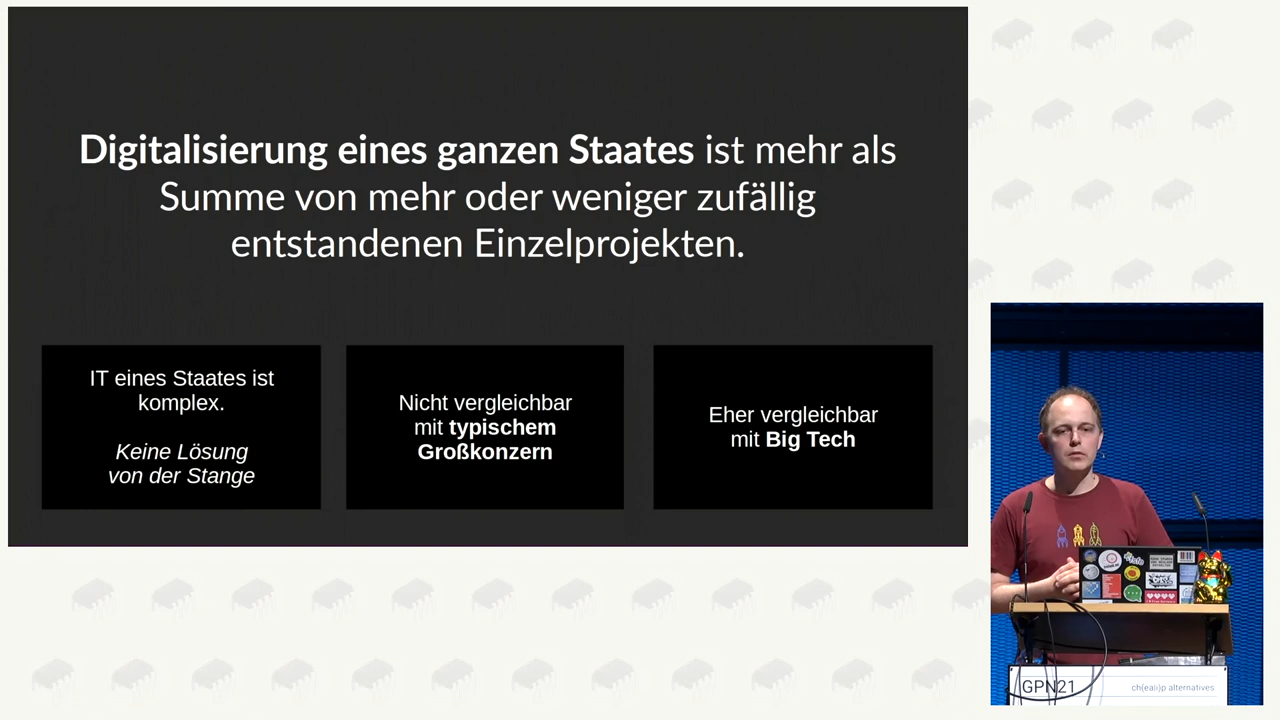 Digitalisierung eines ganzen Staates ist mehr als
Summe von mehr oder weniger zufällig
entstandenen Einzelprojekten.
IT eines Staates ist
komplex.
Keine Lösung
von der Stange
Nicht vergleichbar
mit typischem
Großkonzern
Eher vergleichbar
mit Big Tech
GPN21
ch(ea(i))p alternatives